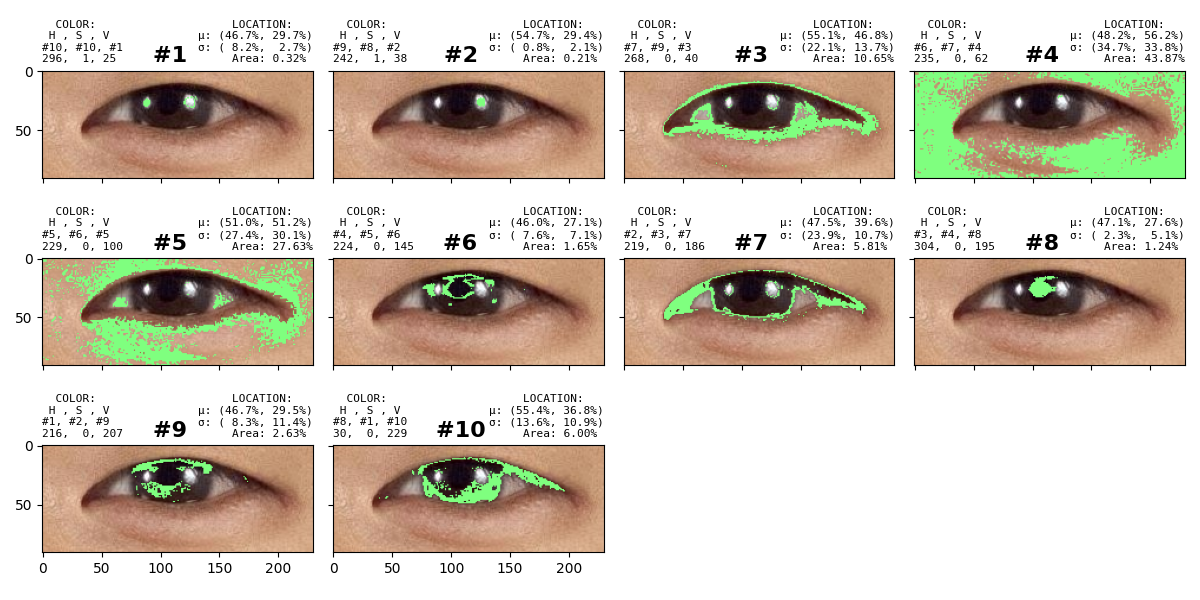 COLOR: LOCATION:
H , S , V μ: (46.7%, 29.7%)
#10, #10, #1 σ: ( 8.2%, 2.7%)
296, 1, 25 #1 Area: 0.32%
COLOR: LOCATION:
H , S , V μ: (54.7%, 29.4%)
#9, #8, #2 σ: ( 0.8%, 2.1%)
242, 1, 38 #2 Area: 0.21%
COLOR: LOCATION:
H , S , V μ: (55.1%, 46.8%)
#7, #9, #3 σ: (22.1%, 13.7%)
268, 0, 40 #3 Area: 10.65%
COLOR: LOCATION:
H , S , V μ: (48.2%, 56.2%)
#6, #7, #4 σ: (34.7%, 33.8%)
235, 0, 62 #4 Area: 43.87%
0
50
COLOR: LOCATION:
H , S , V μ: (51.0%, 51.2%)
#5, #6, #5 σ: (27.4%, 30.1%)
229, 0, 100 #5 Area: 27.63%
COLOR: LOCATION:
H , S , V μ: (46.0%, 27.1%)
#4, #5, #6 σ: ( 7.6%, 7.1%)
224, 0, 145 #6 Area: 1.65%
COLOR: LOCATION:
H , S , V μ: (47.5%, 39.6%)
#2, #3, #7 σ: (23.9%, 10.7%)
219, 0, 186 #7 Area: 5.81%
COLOR: LOCATION:
H , S , V μ: (47.1%, 27.6%)
#3, #4, #8 σ: ( 2.3%, 5.1%)
304, 0, 195 #8 Area: 1.24%
0
50
COLOR: LOCATION:
H , S , V μ: (46.7%, 29.5%)
#1, #2, #9 σ: ( 8.3%, 11.4%)
216, 0, 207 #9 Area: 2.63%
COLOR: LOCATION:
H , S , V μ: (55.4%, 36.8%)
#8, #1, #10 σ: (13.6%, 10.9%)
30, 0, 229 #10 Area: 6.00%
0
50
0 50 100 150 200
0 50 100 150 200